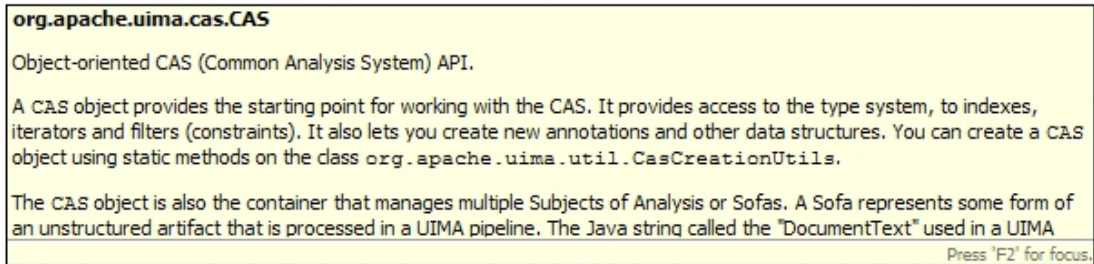 org.apache.uima.cas.CAS
Object-oriented CAS (Common Analysis System) API.
A CAS object provides the starting point for working with the CAS. It provides access to the type system, to indexes,
iterators and filters (constraints). It also lets you create new annotations and other data structures. You can create a CAS
object using static methods on the class org.apache.uima.util.CasCreationUtils.
The CAS object is also the container that manages multiple Subjects of Analysis or Sofas. A Sofa represents some form of
an unstructured artifact that is processed in a UIMA pipeline. The Java string called the "DocumentText" used in a UIMA
Press 'F2' for focus.